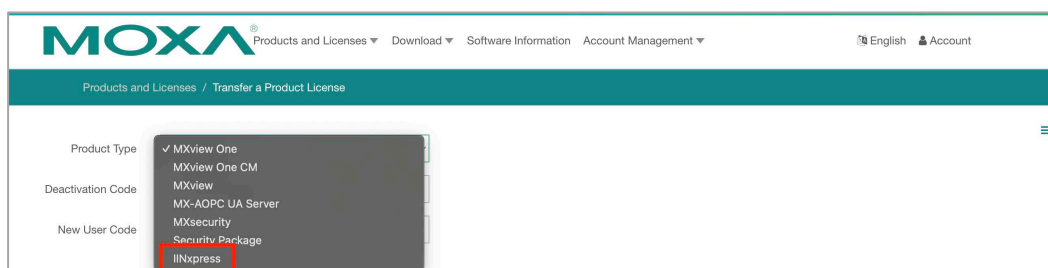 MOXA®
Products and Licenses ▾ Download ▾ Software Information Account Management ▾ English Account
Products and Licenses / Transfer a Product License
Product Type
✓ MXview One
MXview One CM
Deactivation Code
MXview
MX-AOPC UA Server
New User Code
MXsecurity
Security Package
IINxpress